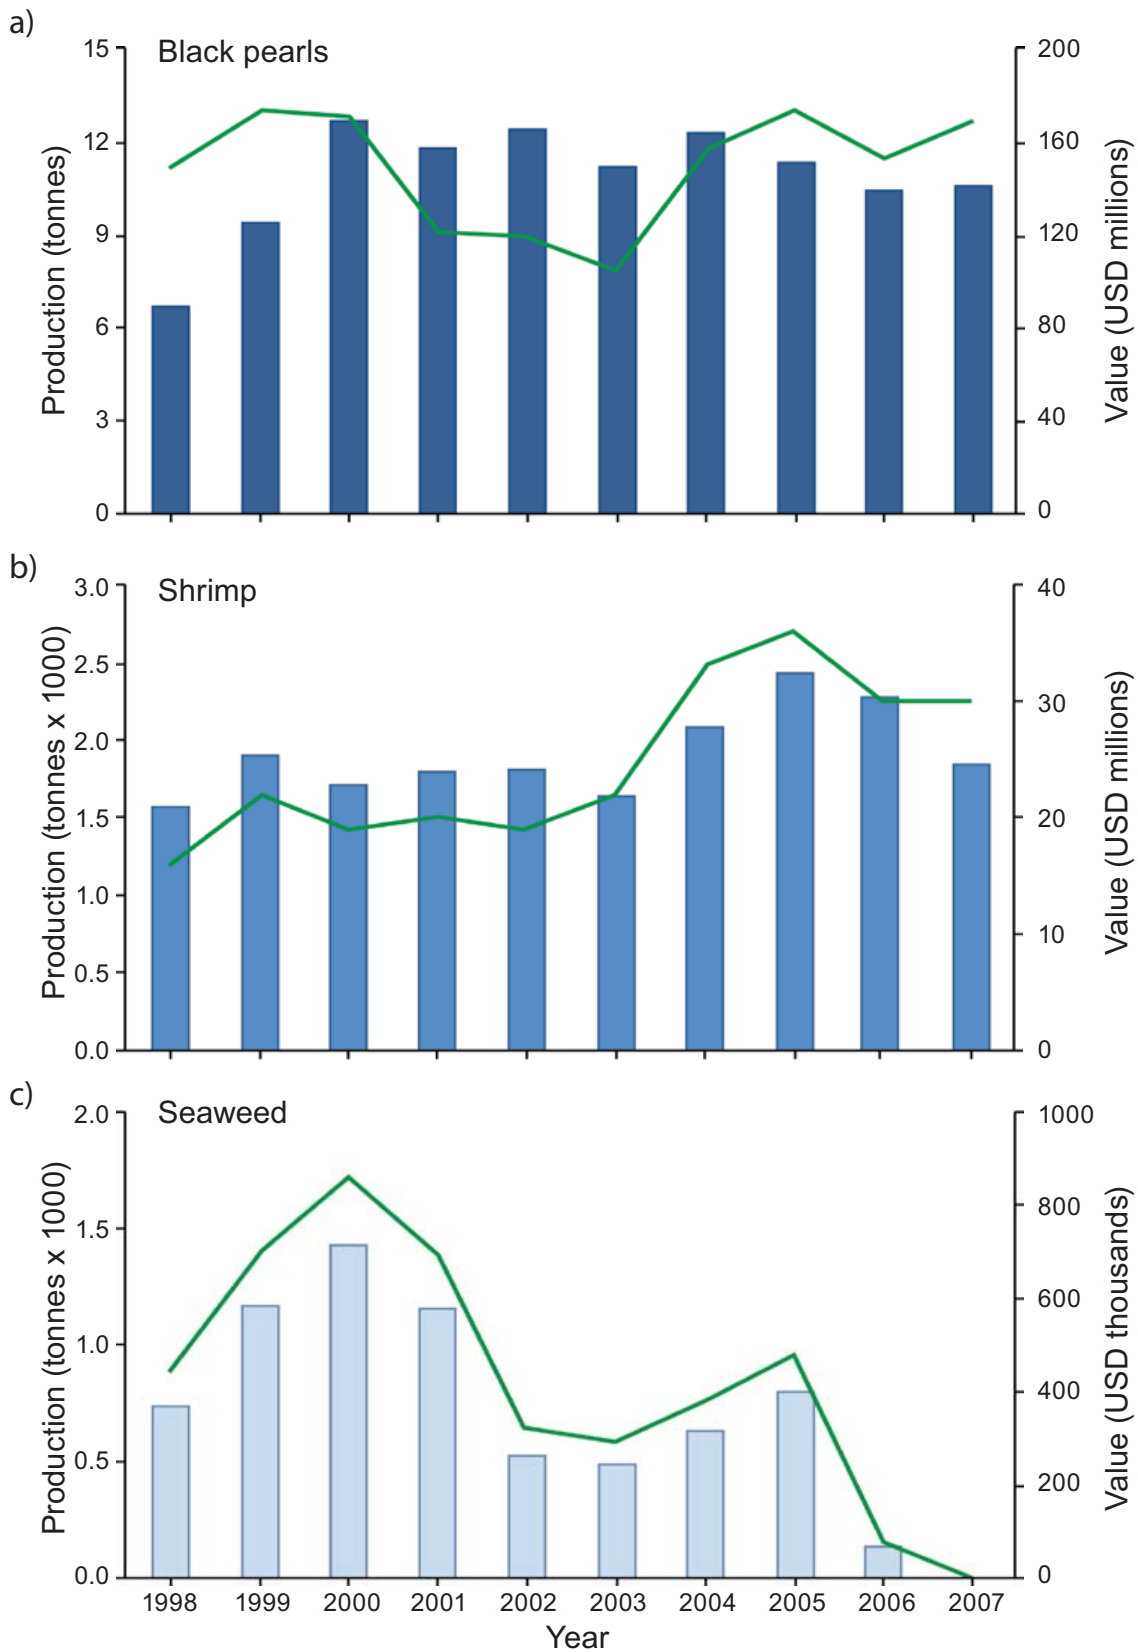 a)
Black pearls
Production (tonnes)
15
12
9
6
3
0
200
160
120
80
40
0
Value (USD millions)
b)
Shrimp
Production (tonnes x 1000)
3.0
2.5
2.0
1.5
1.0
0.5
0.0
40
30
20
10
0
Value (USD millions)
c)
Seaweed
Production (tonnes x 1000)
2.0
1.5
1.0
0.5
0.0
1000
800
600
400
200
0
Value (USD thousands)
1998 1999 2000 2001 2002 2003 2004 2005 2006 2007
Year